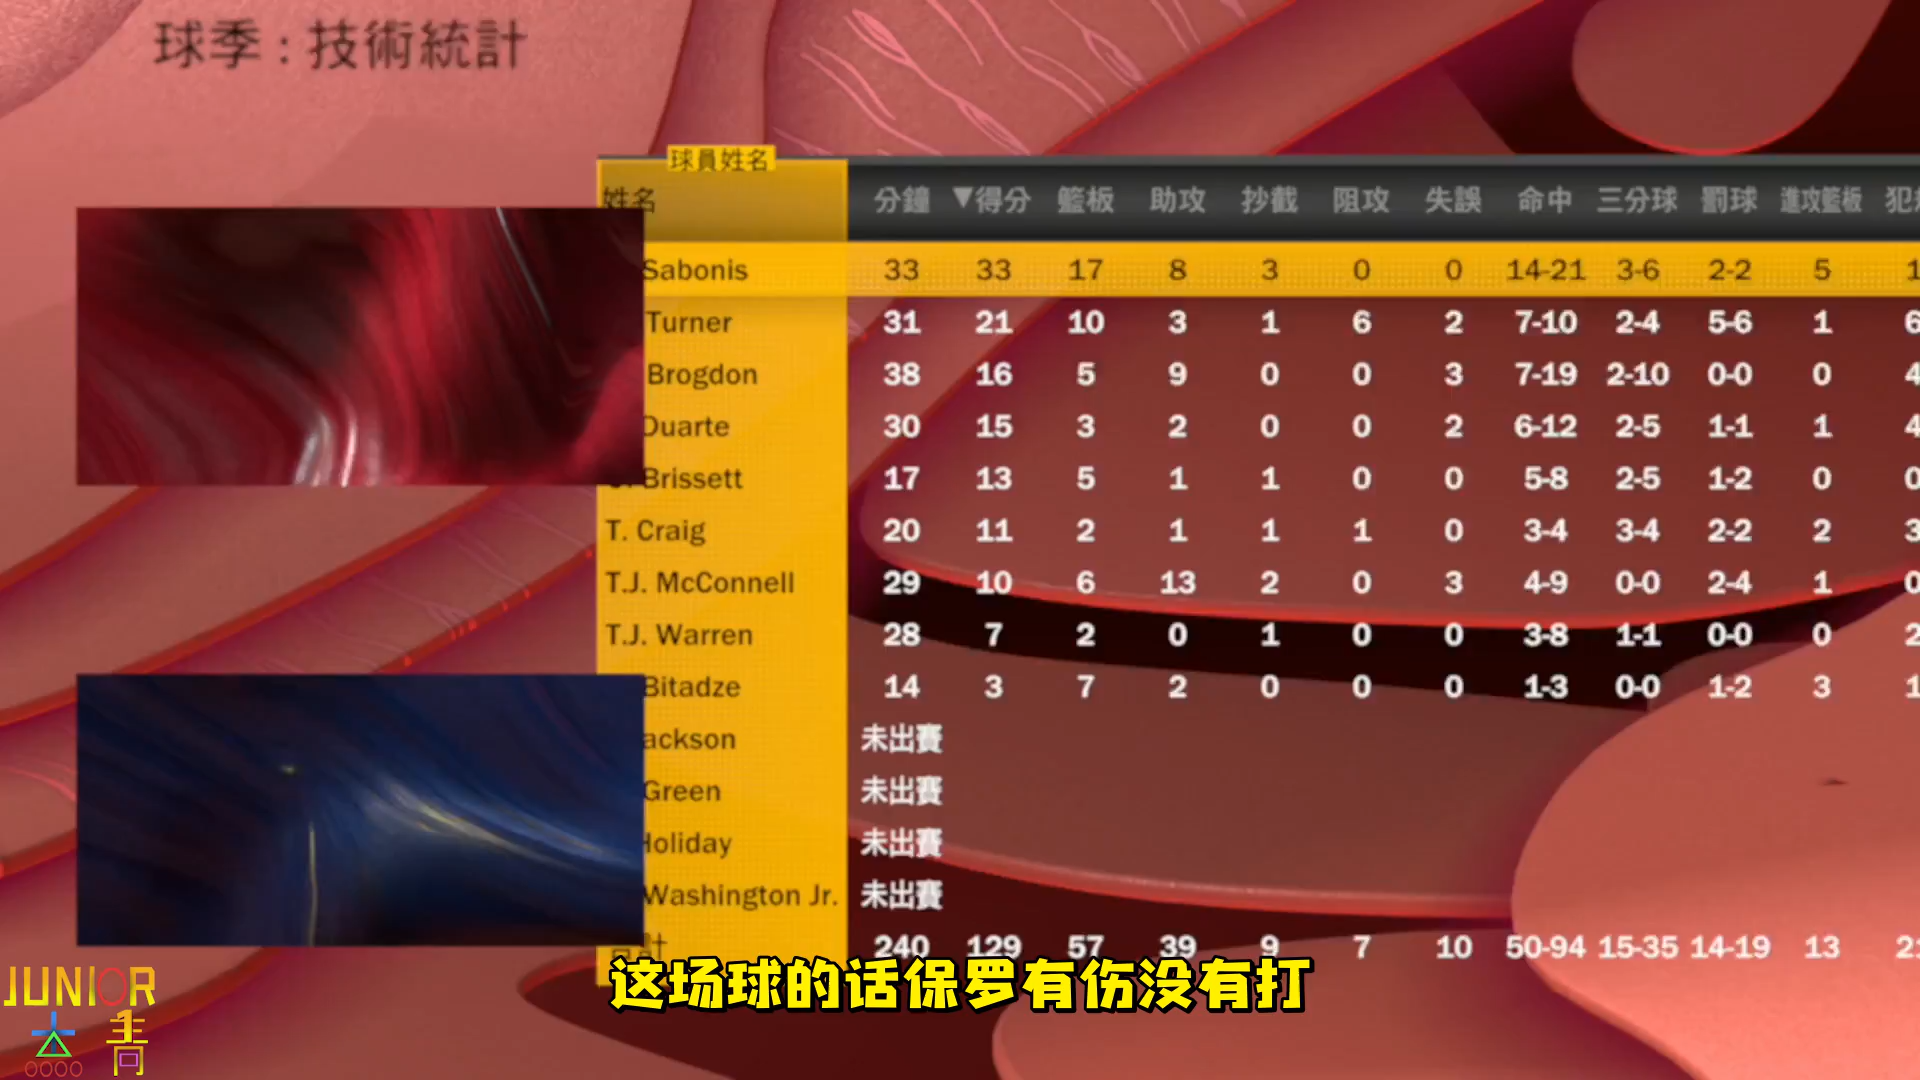 球季 : 技術統計
球員姓名
姓名 分鐘 ▼得分 籃板 助攻 抄截 阻攻 失誤 命中 三分球 罰球 進攻籃板
Sabonis 33 33 17 8 3 0 0 14-21 3-6 2-2 5 1
Turner 31 21 10 3 1 6 2 7-10 2-4 5-6 1 6
Brogdon 38 16 5 9 0 0 3 7-19 2-10 0-0 0 4
Duarte 30 15 3 2 0 0 2 6-12 2-5 1-1 1 4
Brissett 17 13 5 1 1 0 0 5-8 2-5 1-2 0 0
T. Craig 20 11 2 1 1 1 0 3-4 3-4 2-2 2 3
T.J. McConnell 29 10 6 13 2 0 3 4-9 0-0 2-4 1 0
T.J. Warren 28 7 2 0 1 0 0 3-8 1-1 0-0 0 2
Bitadze 14 3 7 2 0 0 0 1-3 0-0 1-2 3 1
ackson 未出賽
Green 未出賽
Holiday 未出賽
Washington Jr. 未出賽
240 129 57 39 9 7 10 50-94 15-35 14-19 13
这场球的话保罗有伤没有打
JUNIOR